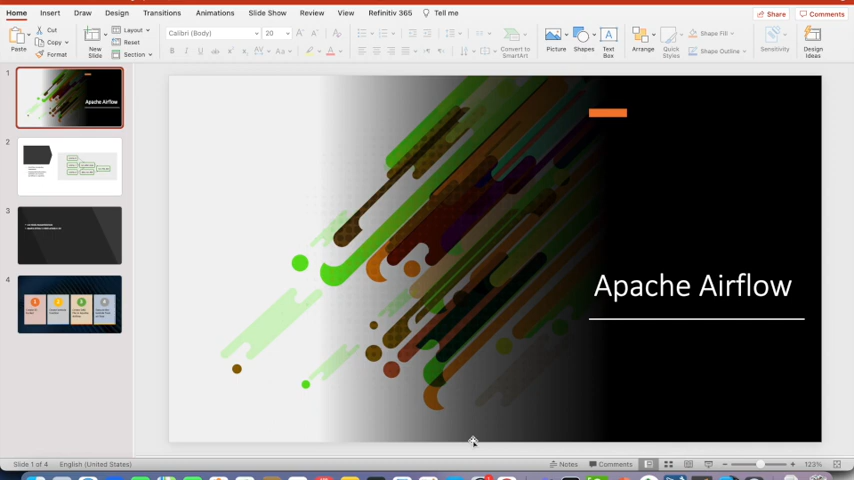 Home Insert Draw Design Transitions Animations Slide Show Review View Refinitiv 365 Tell me Share Comments
Paste Cut Copy Format New Slide Layout Reset Section Calibri (Body) 20 Convert to SmartArt Picture Shapes Text Box Arrange Quick Styles Shape Fill Shape Outline Sensitivity Design Ideas
1
Apache Airflow
2
3
4
Apache Airflow
Slide 1 of 4 English (United States) Notes Comments 123%